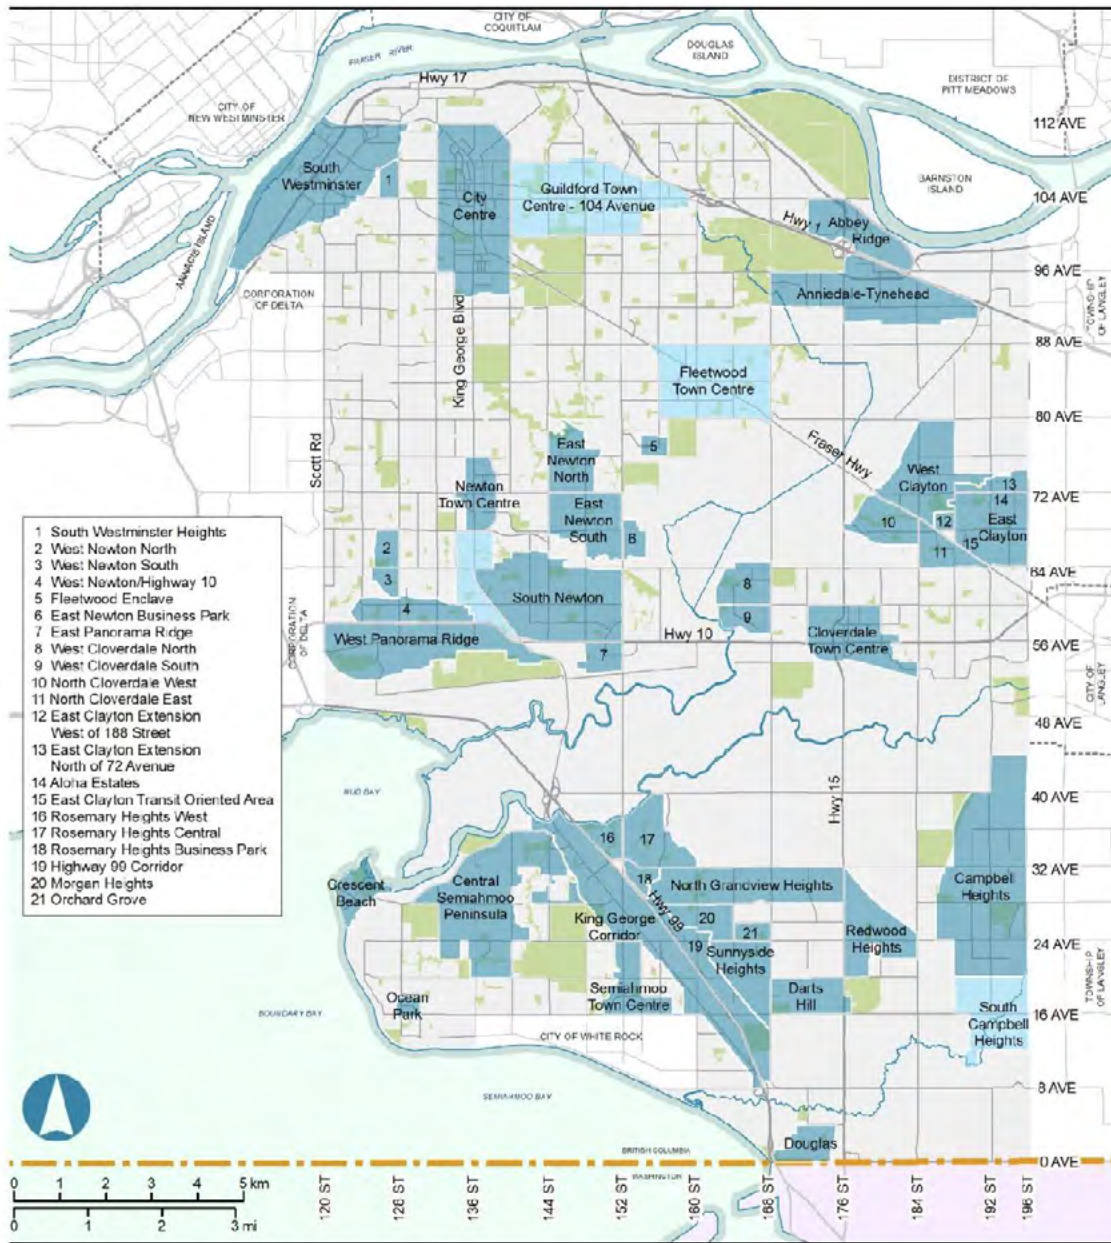 CITY OF
COQUITLAM
DOUGLAS
ISLAND
FRASER RIVER
Hwy 17
DISTRICT OF
PITT MEADOWS
CITY OF
NEW WESTMINSTER
112 AVE
South
Westminster
1
City
Centre
Guildford Town
Centre - 104 Avenue
BARNSTON
ISLAND
104 AVE
Hwy 1
Abbey
Ridge
ANNACIS ISLAND
96 AVE
CORPORATION
OF DELTA
King George Blvd
Anniedale-Tynehead
TOWNSHIP
OF LANGLEY
88 AVE
Fleetwood
Town Centre
80 AVE
Scott Rd
East
Newton
North
5
Fraser Hwy
West
Clayton
13
Newton
Town Centre
72 AVE
14
East
Clayton
East
Newton
South
6
10
12
15
11
1 South Westminster Heights
2 West Newton North
3 West Newton South
4 West Newton/Highway 10
5 Fleetwood Enclave
6 East Newton Business Park
7 East Panorama Ridge
8 West Cloverdale North
9 West Cloverdale South
10 North Cloverdale West
11 North Cloverdale East
12 East Clayton Extension
West of 188 Street
13 East Clayton Extension
North of 72 Avenue
14 Aloha Estates
15 East Clayton Transit Oriented Area
16 Rosemary Heights West
17 Rosemary Heights Central
18 Rosemary Heights Business Park
19 Highway 99 Corridor
20 Morgan Heights
21 Orchard Grove
2
64 AVE
3
8
South Newton
4
9
CORPORATION
OF DELTA
West Panorama Ridge
Hwy 10
Cloverdale
Town Centre
56 AVE
7
CITY OF
LANGLEY
48 AVE
MUD BAY
Hwy 15
40 AVE
16
17
32 AVE
Crescent
Beach
Central
Semiahmoo
Peninsula
18
North Grandview Heights
Campbell
Heights
King George
Corridor
Hwy 99
20
21
Redwood
Heights
24 AVE
19
Sunnyside
Heights
TOWNSHIP
OF LANGLEY
Ocean
Park
Semiahmoo
Town Centre
Darts
Hill
South
Campbell
Heights
BOUNDARY BAY
16 AVE
CITY OF WHITE ROCK
8 AVE
SEMIAHMOO BAY
Douglas
BRITISH COLUMBIA
0 AVE
WASHINGTON
0 1 2 3 4 5 km
0 1 2 3 mi
120 ST
126 ST
136 ST
144 ST
152 ST
160 ST
168 ST
176 ST
184 ST
192 ST
196 ST